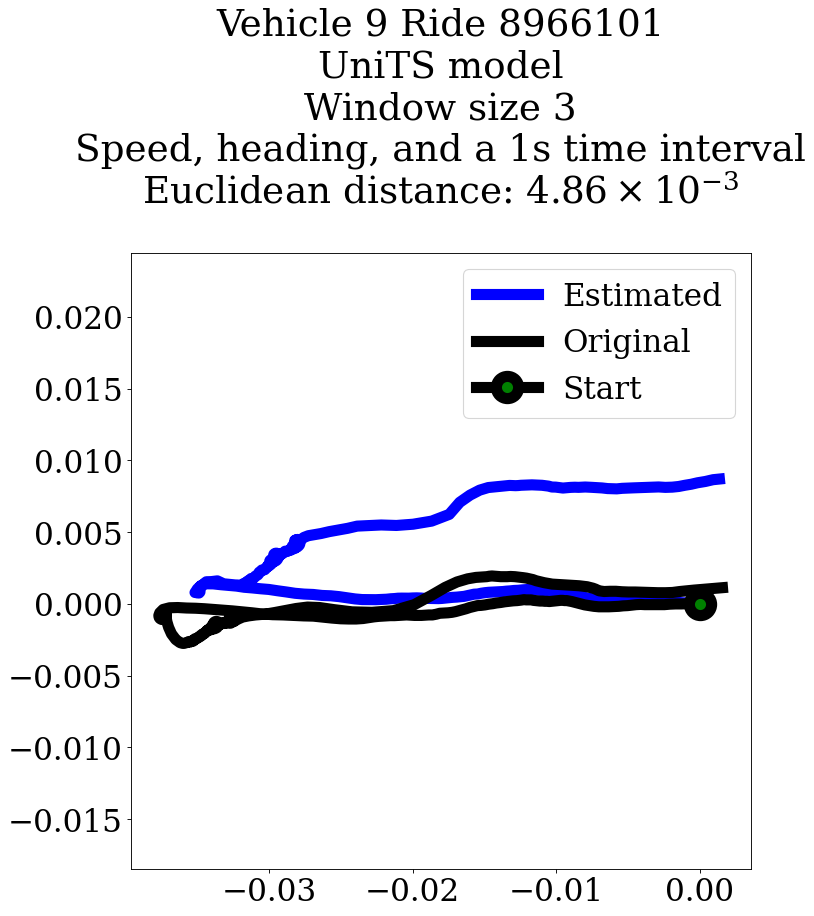 Vehicle 9 Ride 8966101
UniTS model
Window size 3
Speed, heading, and a 1s time interval
Euclidean distance: 4.86 × 10⁻³
Estimated
Original
Start
0.020
0.015
0.010
0.005
0.000
−0.005
−0.010
−0.015
−0.03 −0.02 −0.01 0.00